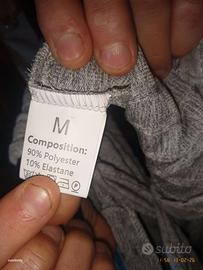 M
Composition:
90% Polyester
10% Elastane
subito